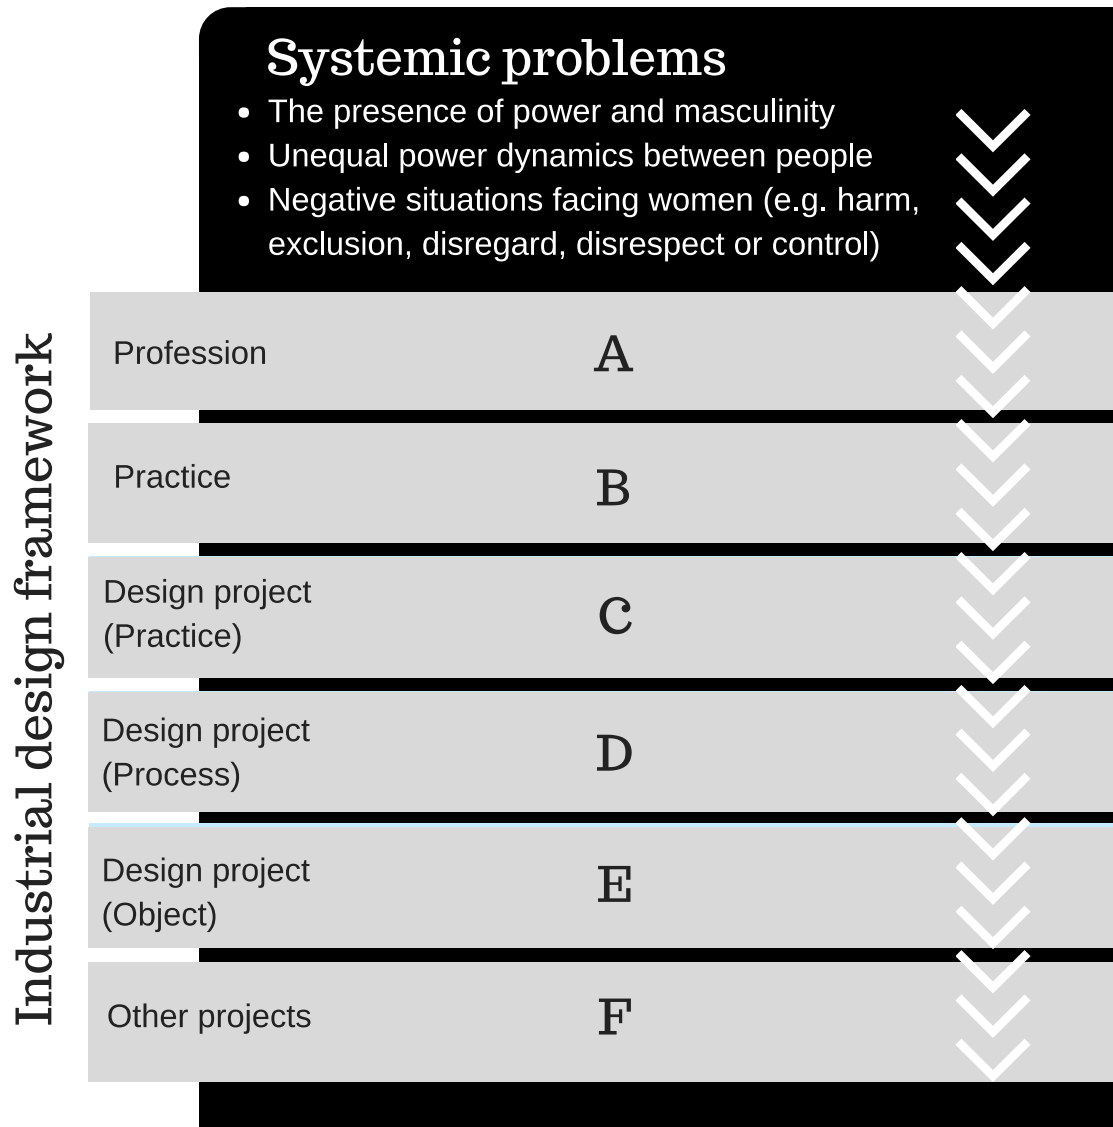 Systemic problems
• The presence of power and masculinity
• Unequal power dynamics between people
• Negative situations facing women (e.g. harm,
exclusion, disregard, disrespect or control)
Industrial design framework
Profession
A
Practice
B
Design project
(Practice)
C
Design project
(Process)
D
Design project
(Object)
E
Other projects
F